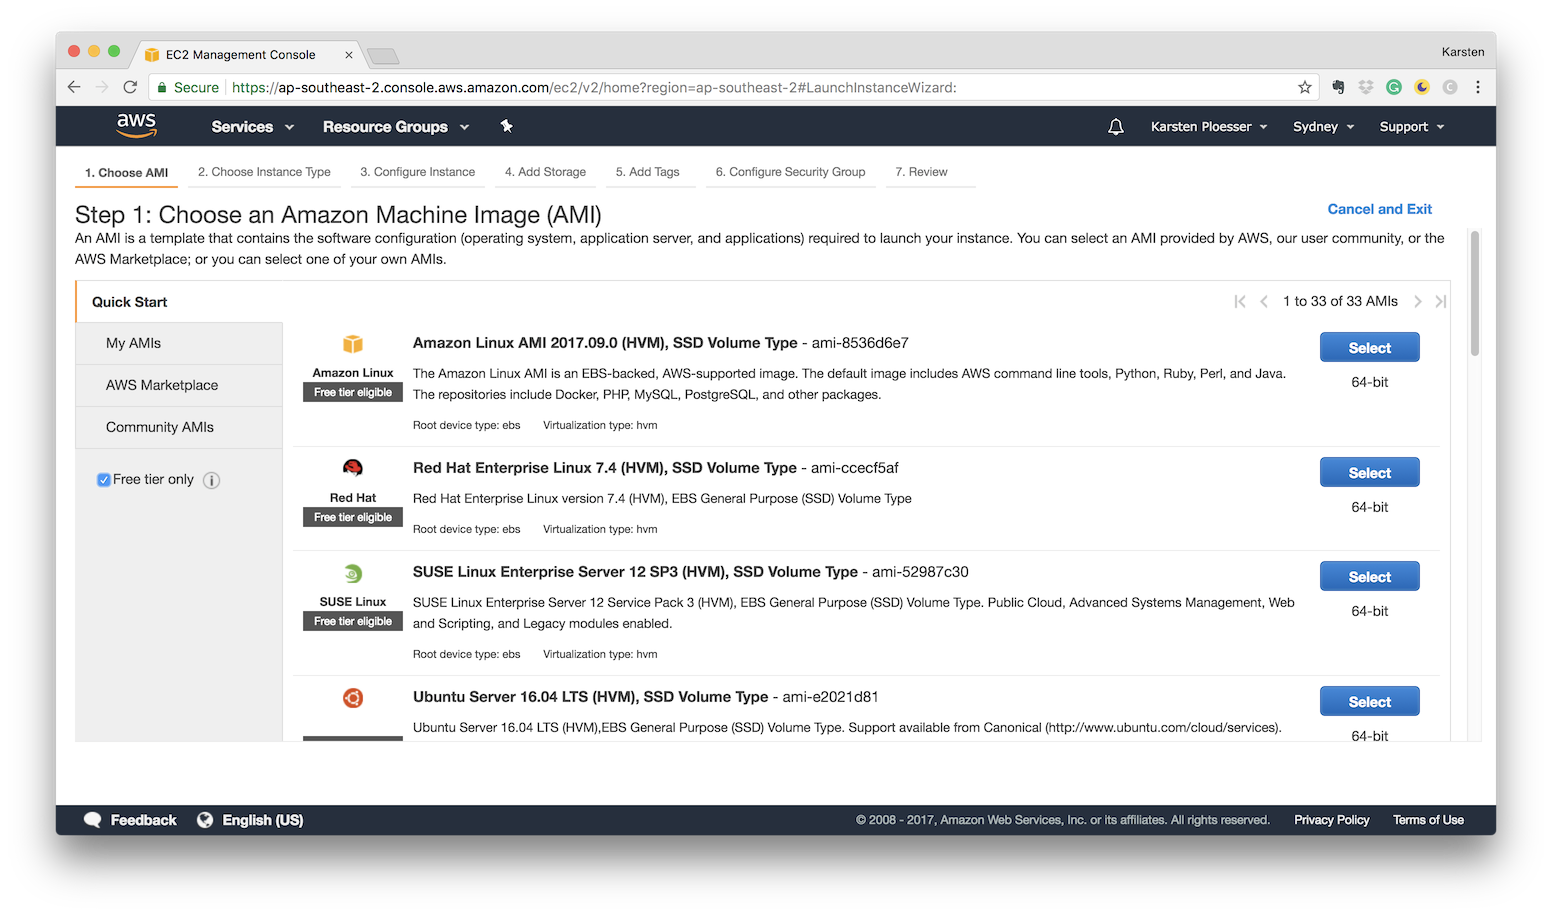 EC2 Management Console
Karsten
Secure
https://ap-southeast-2.console.aws.amazon.com/ec2/v2/home?region=ap-southeast-2#LaunchInstanceWizard:
aws
Services
Resource Groups
Karsten Ploesser
Sydney
Support
1. Choose AMI
2. Choose Instance Type
3. Configure Instance
4. Add Storage
5. Add Tags
6. Configure Security Group
7. Review
Step 1: Choose an Amazon Machine Image (AMI)
Cancel and Exit
An AMI is a template that contains the software configuration (operating system, application server, and applications) required to launch your instance. You can select an AMI provided by AWS, our user community, or the
AWS Marketplace; or you can select one of your own AMIs.
Quick Start
1 to 33 of 33 AMIs
My AMIs
AWS Marketplace
Community AMIs
Free tier only
Amazon Linux
Free tier eligible
Amazon Linux AMI 2017.09.0 (HVM), SSD Volume Type - ami-8536d6e7
The Amazon Linux AMI is an EBS-backed, AWS-supported image. The default image includes AWS command line tools, Python, Ruby, Perl, and Java.
The repositories include Docker, PHP, MySQL, PostgreSQL, and other packages.
Root device type: ebs
Virtualization type: hvm
Select
64-bit
Red Hat
Free tier eligible
Red Hat Enterprise Linux 7.4 (HVM), SSD Volume Type - ami-ccecf5af
Red Hat Enterprise Linux version 7.4 (HVM), EBS General Purpose (SSD) Volume Type
Root device type: ebs
Virtualization type: hvm
Select
64-bit
SUSE Linux
Free tier eligible
SUSE Linux Enterprise Server 12 SP3 (HVM), SSD Volume Type - ami-52987c30
SUSE Linux Enterprise Server 12 Service Pack 3 (HVM), EBS General Purpose (SSD) Volume Type. Public Cloud, Advanced Systems Management, Web
and Scripting, and Legacy modules enabled.
Root device type: ebs
Virtualization type: hvm
Select
64-bit
Ubuntu Server 16.04 LTS (HVM), SSD Volume Type - ami-e2021d81
Ubuntu Server 16.04 LTS (HVM),EBS General Purpose (SSD) Volume Type. Support available from Canonical (http://www.ubuntu.com/cloud/services).
Select
64-bit
Feedback
English (US)
© 2008 - 2017, Amazon Web Services, Inc. or its affiliates. All rights reserved.
Privacy Policy
Terms of Use